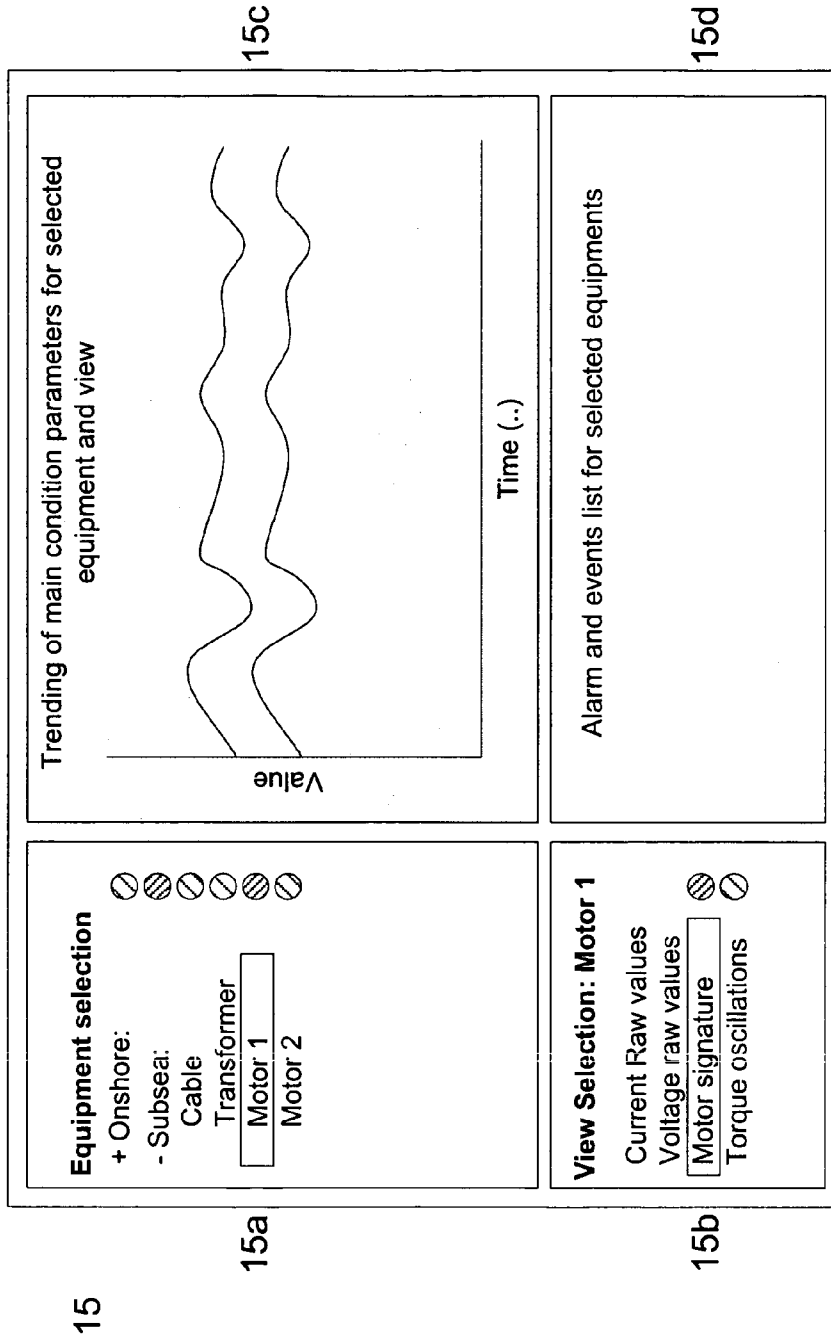 15
15a
Equipment selection
+ Onshore:
- Subsea:
Cable
Transformer
Motor 1
Motor 2
15b
View Selection: Motor 1
Current Raw values
Voltage raw values
Motor signature
Torque oscillations
Trending of main condition parameters for selected
equipment and view
Value
Time (..)
15c
Alarm and events list for selected equipments
15d